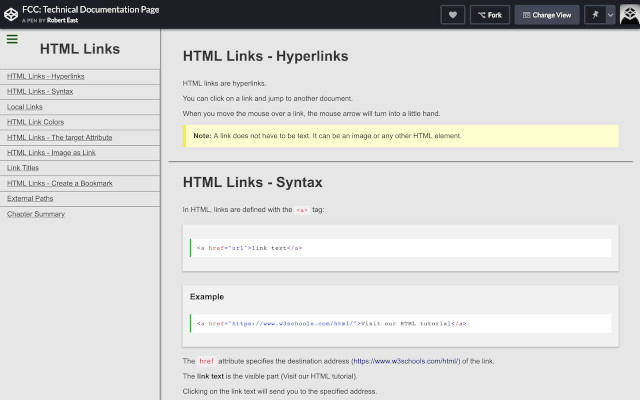 FCC: Technical Documentation Page
A PEN BY Robert East
Fork
Change View
HTML Links
HTML Links - Hyperlinks
HTML Links - Syntax
Local Links
HTML Link Colors
HTML Links - The target Attribute
HTML Links - Image as Link
Link Titles
HTML Links - Create a Bookmark
External Paths
Chapter Summary
HTML Links - Hyperlinks
HTML links are hyperlinks.
You can click on a link and jump to another document.
When you move the mouse over a link, the mouse arrow will turn into a little hand.
Note: A link does not have to be text. It can be an image or any other HTML element.
HTML Links - Syntax
In HTML, links are defined with the <a> tag:
<a href="url">link text</a>
Example
<a href="https://www.w3schools.com/html/">Visit our HTML tutorial</a>
The href attribute specifies the destination address (https://www.w3schools.com/html/) of the link.
The link text is the visible part (Visit our HTML tutorial).
Clicking on the link text will send you to the specified address.